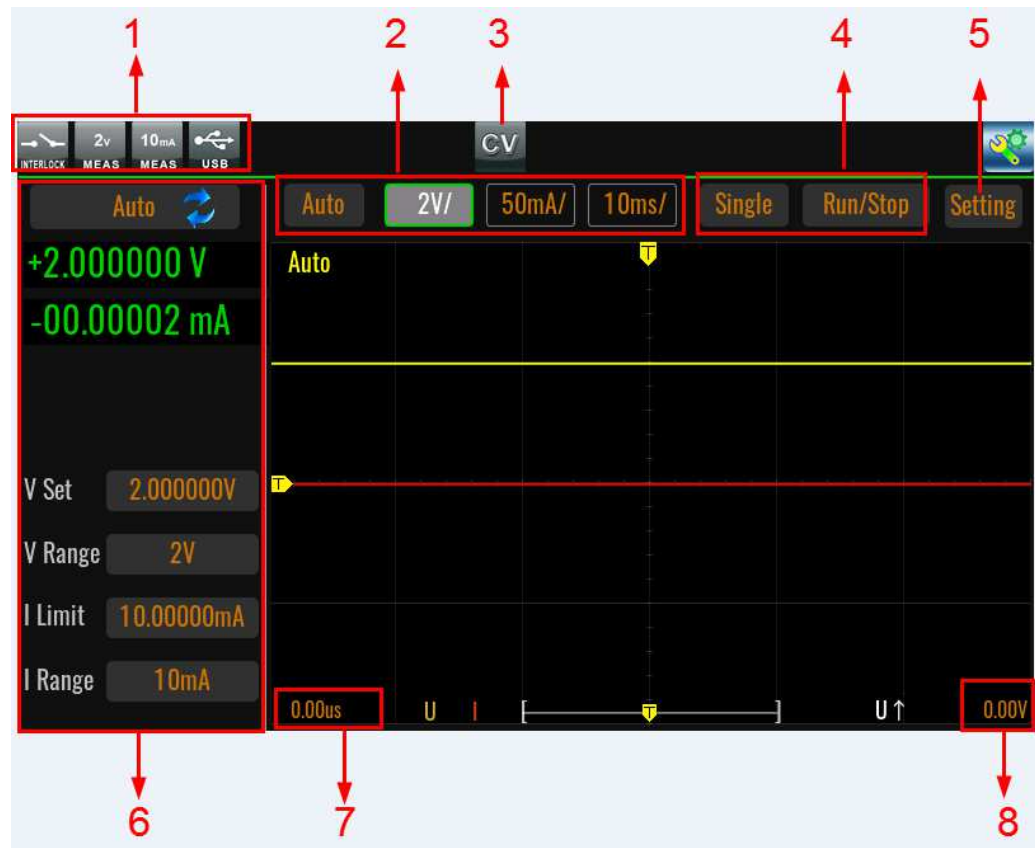 1 2 3 4 5
INTERLOCK 2V MEAS 10mA MEAS USB CV
Auto Auto 2V/ 50mA/ 10ms/ Single Run/Stop Setting
+2.000000 V
Auto T
-00.00002 mA
V Set 2.000000V T
V Range 2V
I Limit 10.00000mA
I Range 10mA
0.00us U i [ T ] U↑ 0.00V
6 7 8